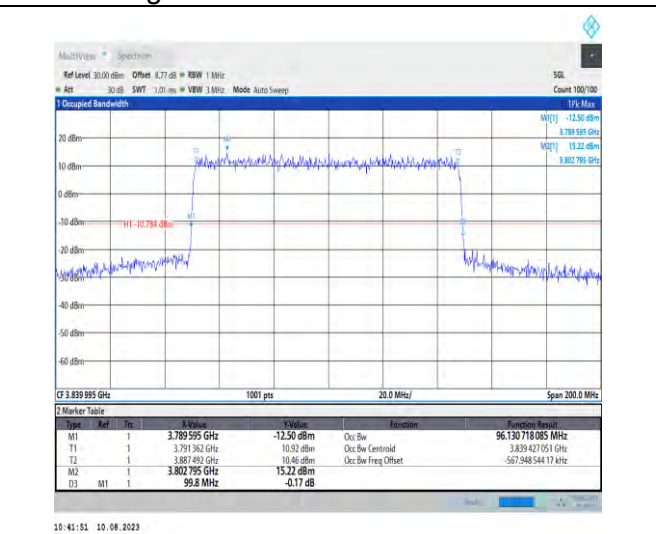 MultiView Spectrum
Ref Level 30.00 dBm Offset 8.77 dB RBW 1 MHz SGL
Att 30 dB SWT 1.01 ms VBW 3 MHz Mode Auto Sweep Count 100/100
1 Occupied Bandwidth 1Pk Max
M1[1] -12.50 dBm
3.789 595 GHz
M2[1] 15.22 dBm
3.802 795 GHz
20 dBm
10 dBm
0 dBm
-10 dBm
H1 -10.784 dBm
-20 dBm
-30 dBm
-40 dBm
-50 dBm
-60 dBm
M2
T1
M1
CF 3.839 995 GHz 1001 pts 20.0 MHz/ Span 200.0 MHz
2 Marker Table
Type Ref Trc X-Value Y-Value Function Function Result
M1 1 3.789 595 GHz -12.50 dBm Occ Bw 96.130 718 085 MHz
T1 1 3.791 362 GHz 10.92 dBm Occ Bw Centroid 3.839 427 051 GHz
T2 1 3.887 492 GHz 10.46 dBm Occ Bw Freq Offset -567.948 544 17 kHz
M2 1 3.802 795 GHz 15.22 dBm
D3 M1 1 99.8 MHz -0.17 dB
10:41:51 10.08.2023